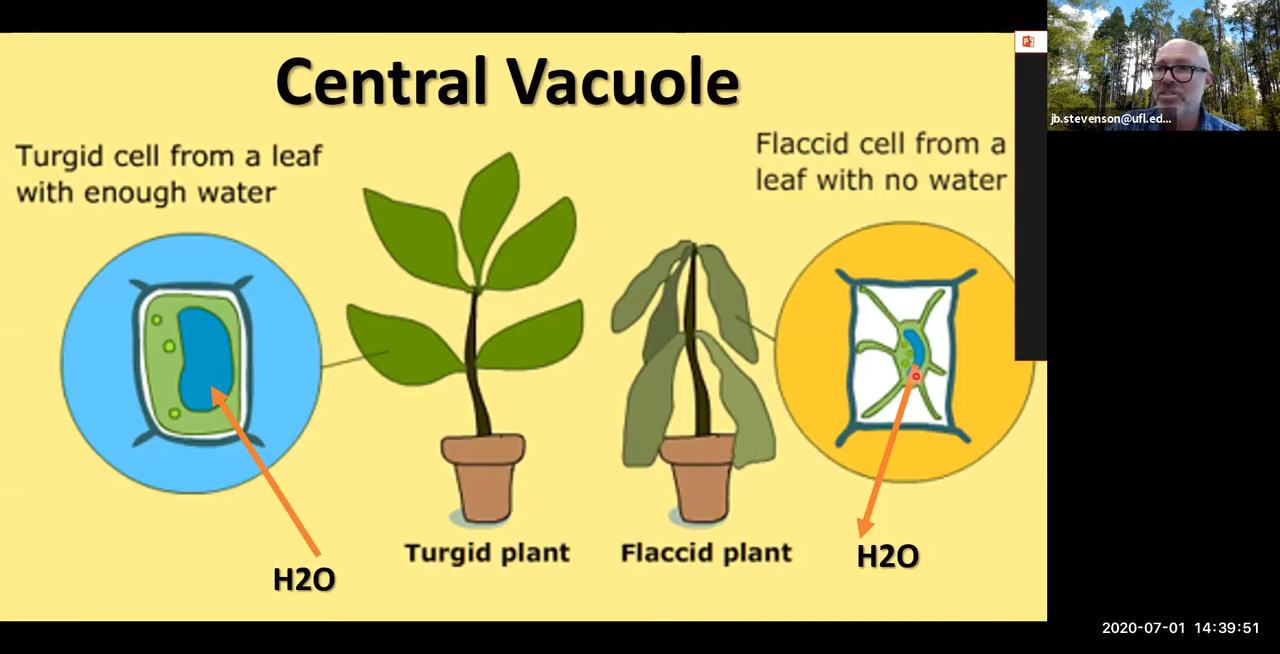 Central Vacuole
Turgid cell from a leaf
with enough water
Flaccid cell from a
leaf with no water
H2O
Turgid plant
Flaccid plant
H2O
jb.stevenson@ufl.ed...
2020-07-01 14:39:51